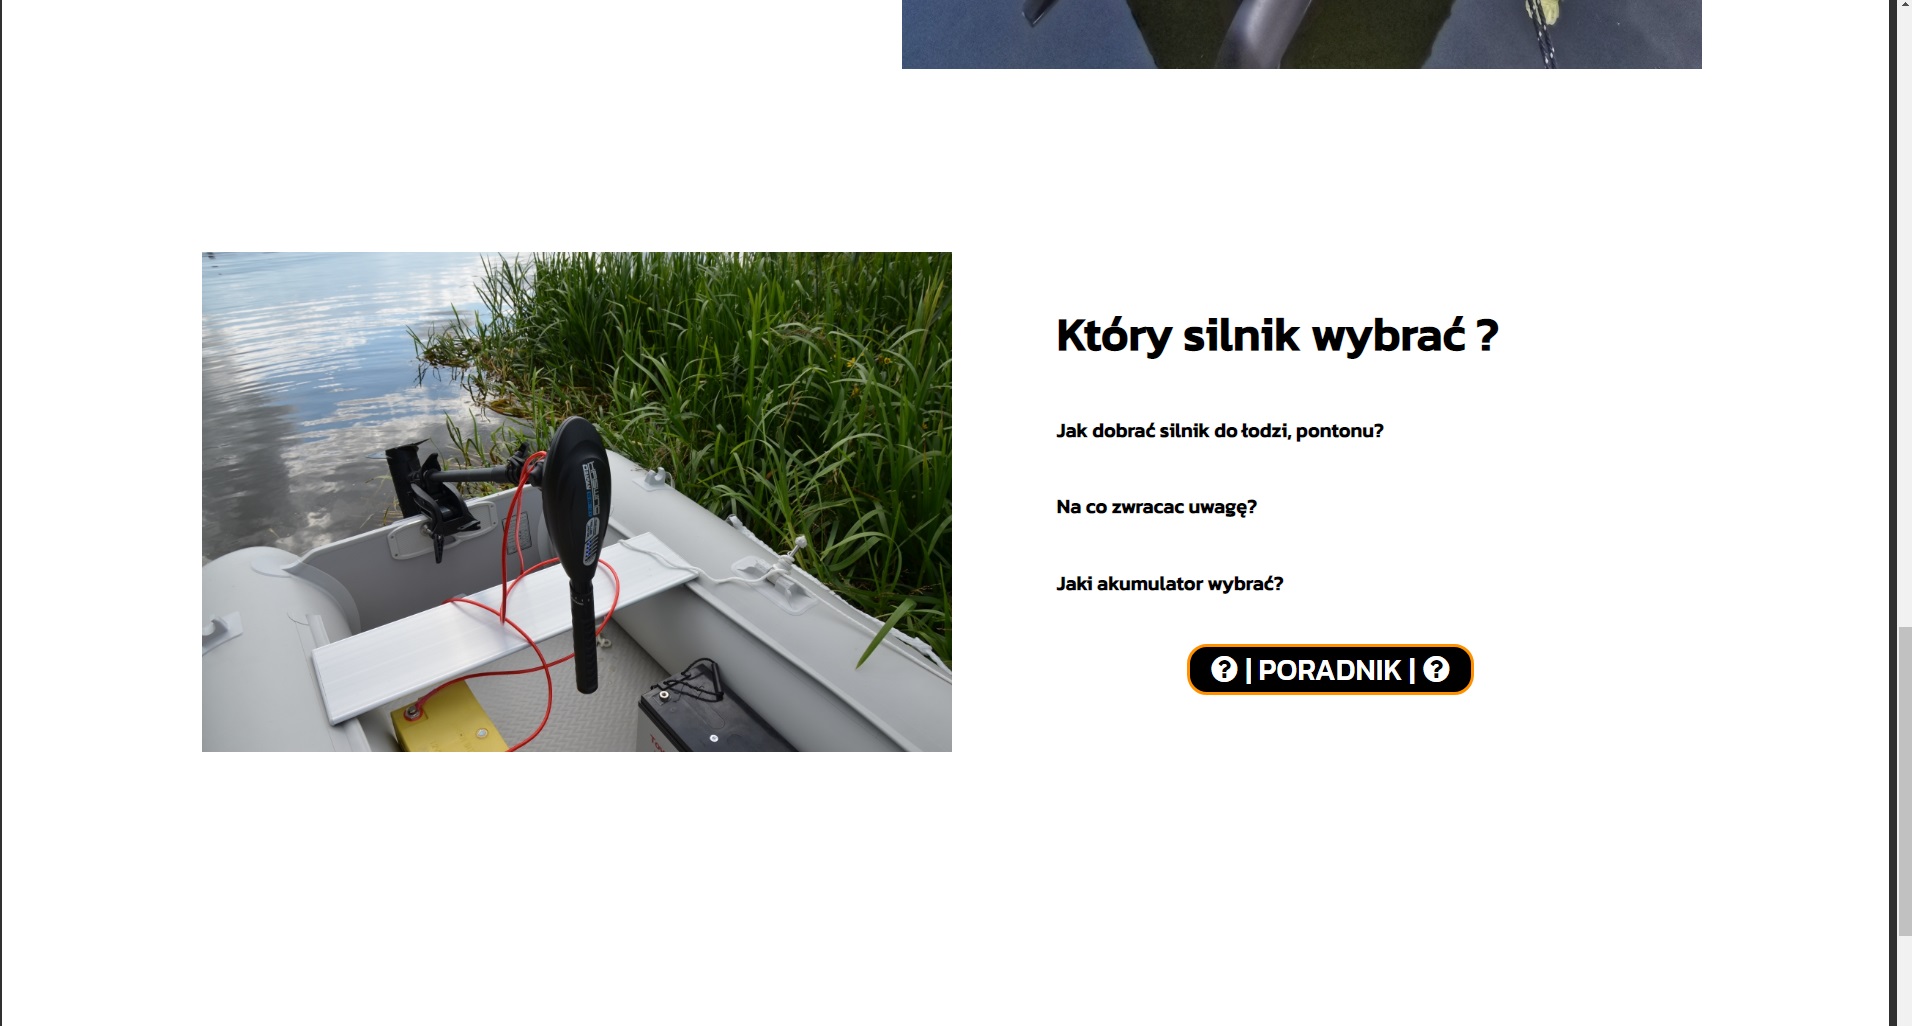 Który silnik wybrać ?
Jak dobrać silnik do łodzi, pontonu?
Na co zwracac uwagę?
Jaki akumulator wybrać?
? | PORADNIK | ?